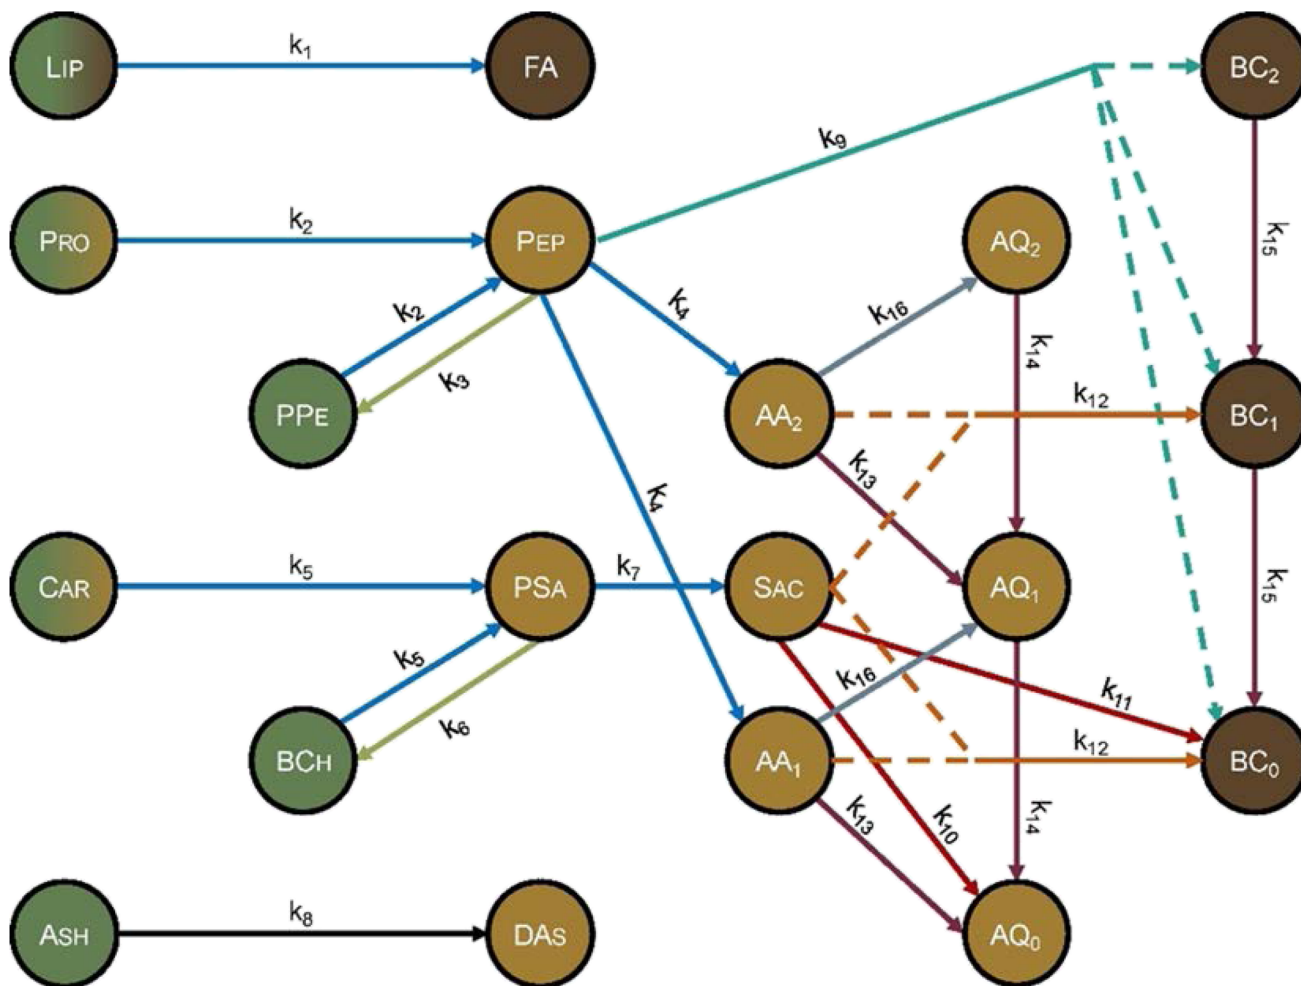 LIP
k1
FA
BC2
k9
PRO
k2
PEP
AQ2
k15
k2
k3
k4
k16
k14
PPE
AA2
k12
BC1
k13
k4
CAR
k5
PSA
k7
SAC
AQ1
k15
k5
k6
k16
k11
BCH
AA1
k12
BC0
k13
k10
k14
ASH
k8
DAS
AQ0